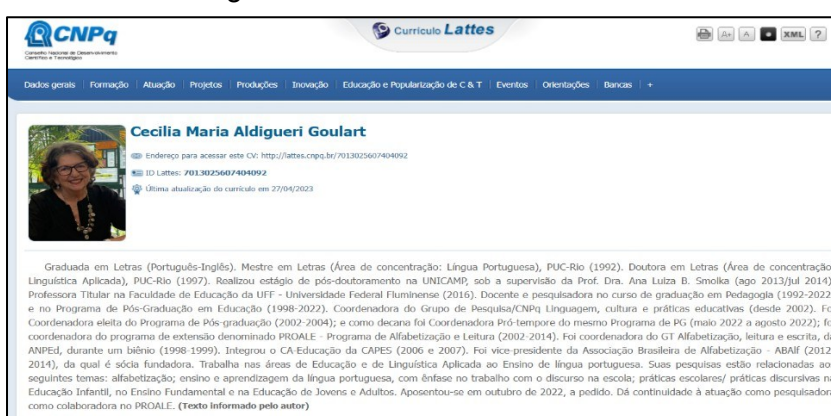 CNPq
Conselho Nacional de Desenvolvimento
Científico e Tecnológico
Currículo Lattes
A+ A- XML ?
Dados gerais Formação Atuação Projetos Produções Inovação Educação e Popularização de C & T Eventos Orientações Bancas +
Cecilia Maria Aldigueri Goulart
Endereço para acessar este CV: http://lattes.cnpq.br/7013025607404092
ID Lattes: 7013025607404092
Última atualização do currículo em 27/04/2023
Graduada em Letras (Português-Inglês). Mestre em Letras (Área de concentração: Língua Portuguesa), PUC-Rio (1992). Doutora em Letras (Área de concentração
Linguística Aplicada), PUC-Rio (1997). Realizou estágio de pós-doutoramento na UNICAMP, sob a supervisão da Prof. Dra. Ana Luiza B. Smolka (ago 2013/jul 2014)
Professora Titular na Faculdade de Educação da UFF - Universidade Federal Fluminense (2016). Docente e pesquisadora no curso de graduação em Pedagogia (1992-2022
e no Programa de Pós-Graduação em Educação (1998-2022). Coordenadora do Grupo de Pesquisa/CNPq Linguagem, cultura e práticas educativas (desde 2002). Fo
Coordenadora eleita do Programa de Pós-graduação (2002-2004); e como decana foi Coordenadora Pró-tempore do mesmo Programa de PG (maio 2022 a agosto 2022); fo
coordenadora do programa de extensão denominado PROALE - Programa de Alfabetização e Leitura (2002-2014). Foi coordenadora do GT Alfabetização, leitura e escrita, da
ANPEd, durante um biênio (1998-1999). Integrou o CA-Educação da CAPES (2006 e 2007). Foi vice-presidente da Associação Brasileira de Alfabetização - ABAlf (2012
2014), da qual é sócia fundadora. Trabalha nas áreas de Educação e de Linguística Aplicada ao Ensino de língua portuguesa. Suas pesquisas estão relacionadas ao
seguintes temas: alfabetização; ensino e aprendizagem da língua portuguesa, com ênfase no trabalho com o discurso na escola; práticas escolares/ práticas discursivas na
Educação Infantil, no Ensino Fundamental e na Educação de Jovens e Adultos. Aposentou-se em outubro de 2022, a pedido. Dá continuidade à atuação como pesquisadora
como colaboradora no PROALE. (Texto informado pelo autor)